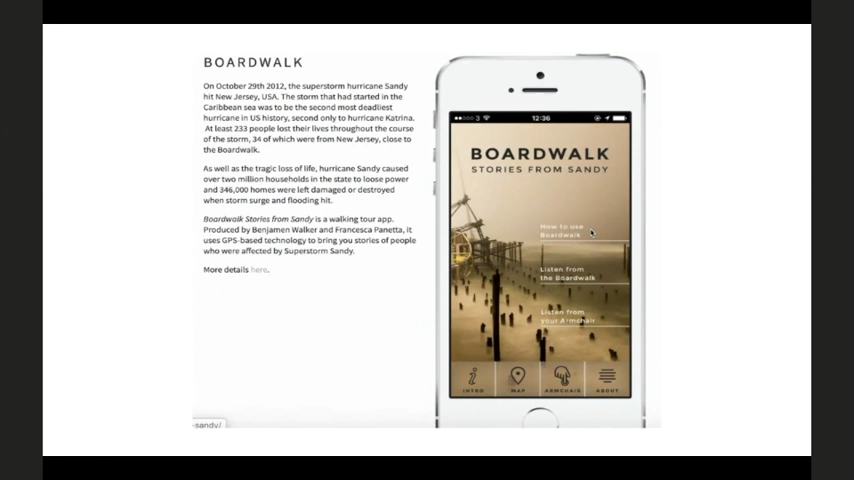 BOARDWALK
On October 29th 2012, the superstorm hurricane Sandy
hit New Jersey, USA. The storm that had started in the
Caribbean sea was to be the second most deadliest
hurricane in US history, second only to hurricane Katrina.
At least 233 people lost their lives throughout the course
of the storm, 34 of which were from New Jersey, close to
the Boardwalk.
As well as the tragic loss of life, hurricane Sandy caused
over two million households in the state to loose power
and 346,000 homes were left damaged or destroyed
when storm surge and flooding hit.
Boardwalk Stories from Sandy is a walking tour app.
Produced by Benjamen Walker and Francesca Panetta, it
uses GPS-based technology to bring you stories of people
who were affected by Superstorm Sandy.
More details here.
-sandy/
3 12:36
BOARDWALK
STORIES FROM SANDY
How to use
Boardwalk
Listen from
the Boardwalk
Listen from
your Armchair
INTRO MAP ARMCHAIR ABOUT